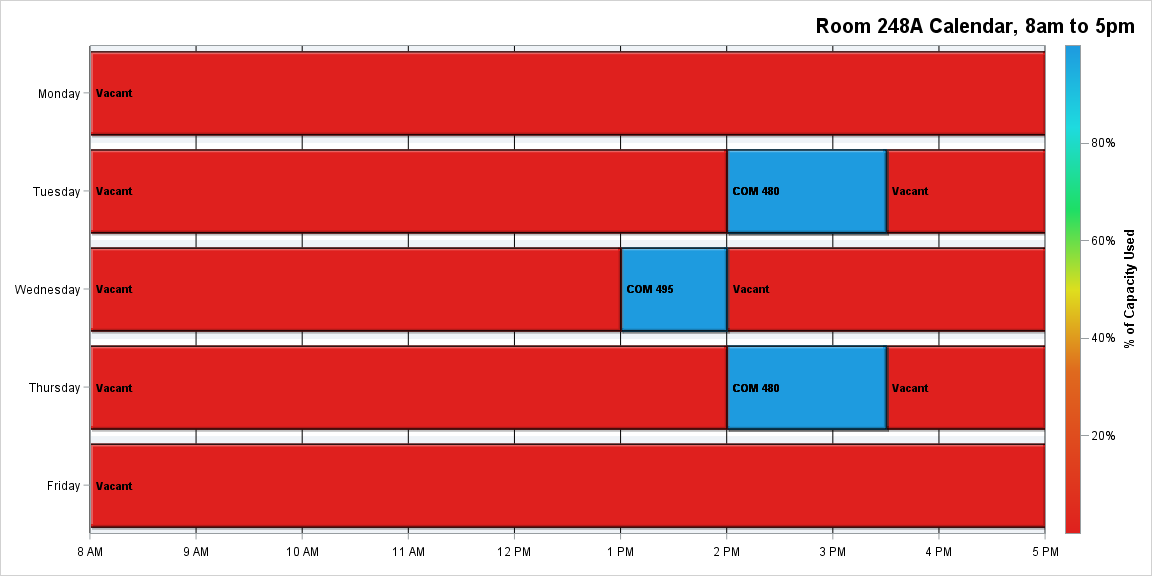 Room 248A Calendar, 8am to 5pm
Monday
Vacant
Tuesday
Vacant
COM 480
Vacant
Wednesday
Vacant
COM 495
Vacant
Thursday
Vacant
COM 480
Vacant
Friday
Vacant
8 AM
9 AM
10 AM
11 AM
12 PM
1 PM
2 PM
3 PM
4 PM
5 PM
80%
60%
40%
20%
% of Capacity Used